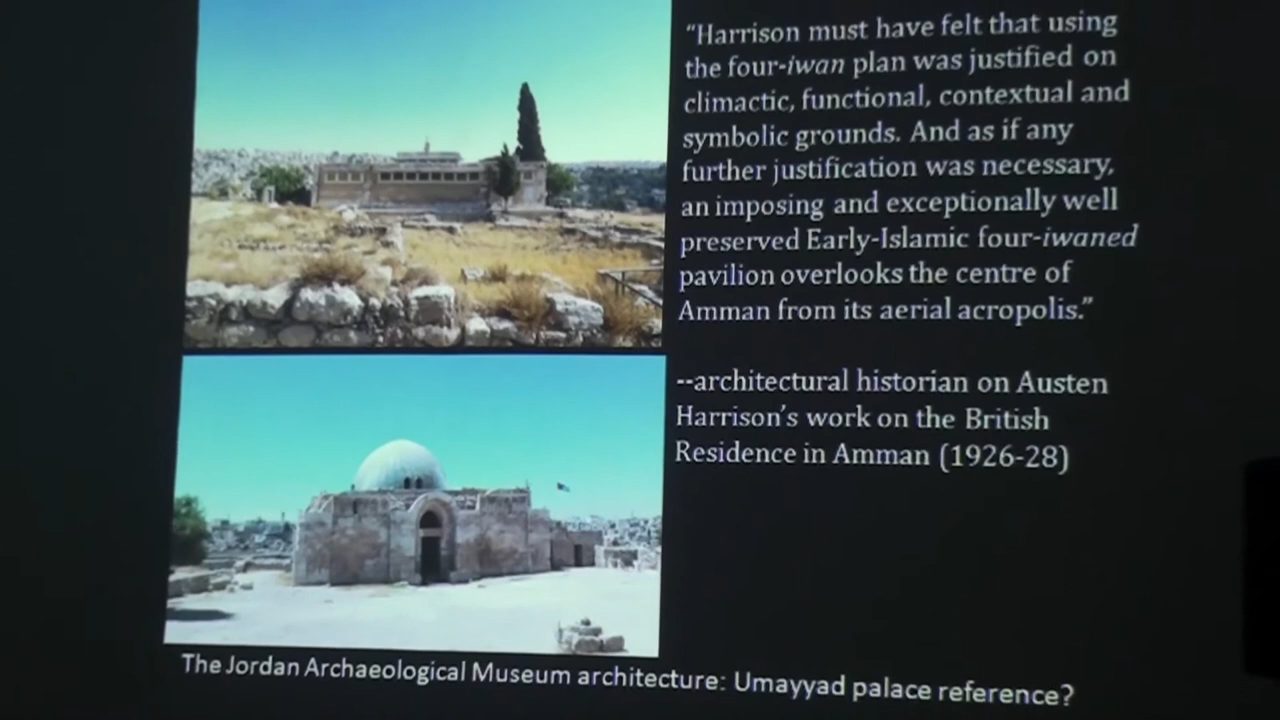 “Harrison must have felt that using
the four-iwan plan was justified on
climactic, functional, contextual and
symbolic grounds. And as if any
further justification was necessary,
an imposing and exceptionally well
preserved Early-Islamic four-iwaned
pavilion overlooks the centre of
Amman from its aerial acropolis.”
--architectural historian on Austen
Harrison’s work on the British
Residence in Amman (1926-28)
The Jordan Archaeological Museum architecture: Umayyad palace reference?